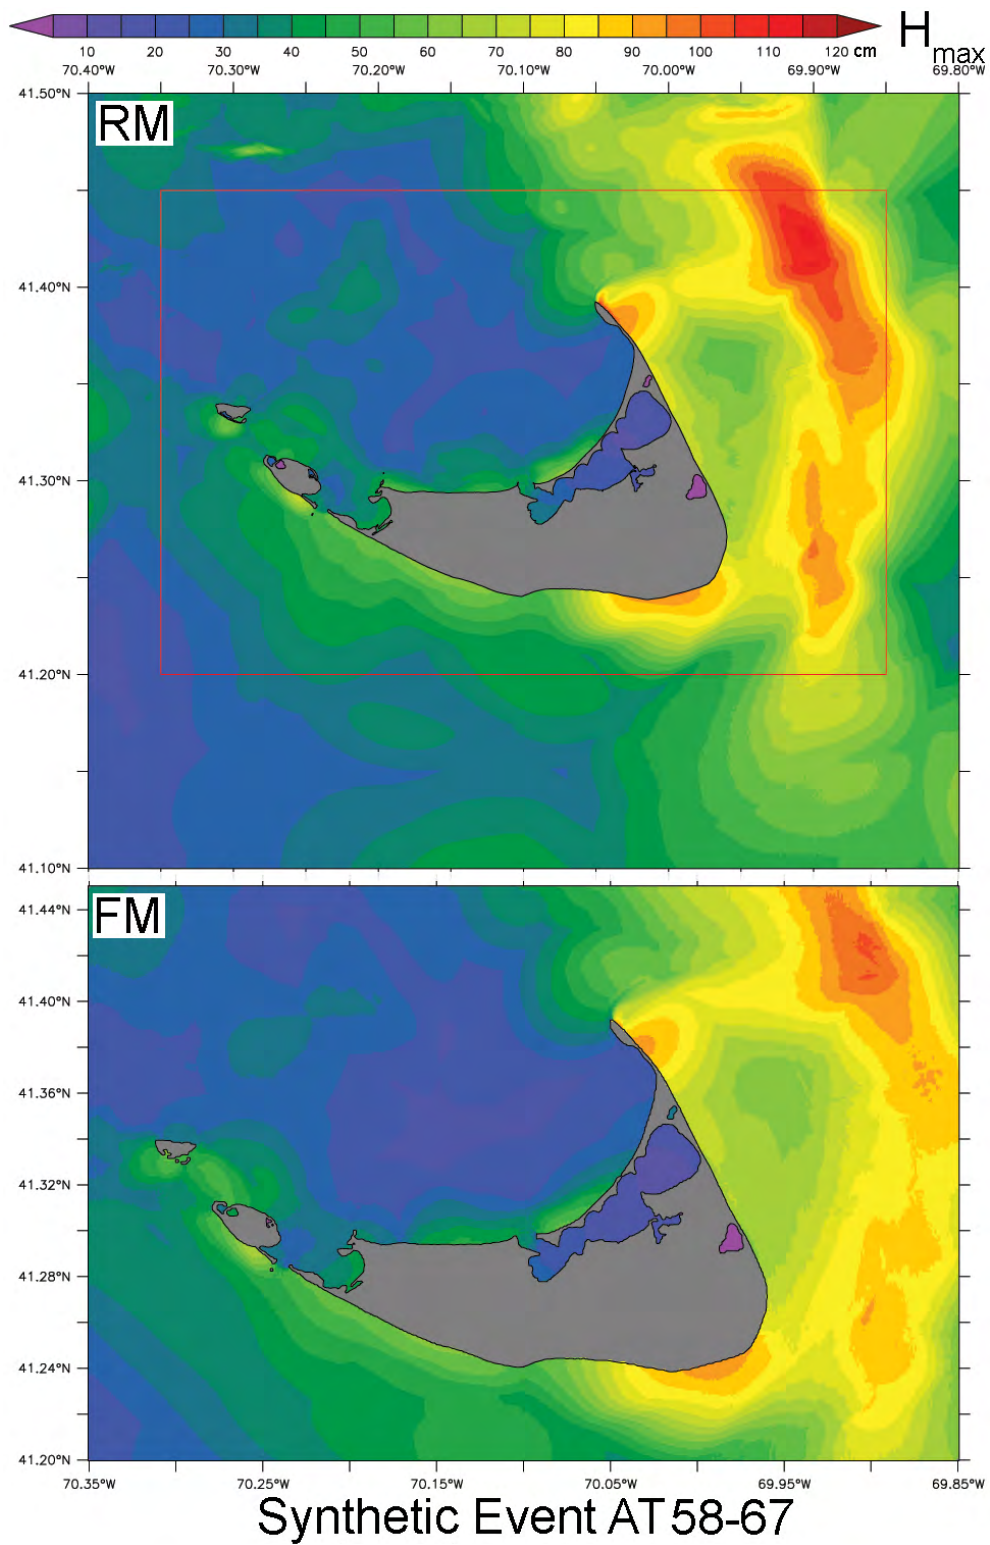 10 20 30 40 50 60 70 80 90 100 110 120 cm
H max
70.40°W 70.30°W 70.20°W 70.10°W 70.00°W 69.90°W 69.80°W
41.50°N
RM
41.40°N
41.30°N
41.20°N
41.10°N
FM
41.44°N
41.40°N
41.36°N
41.32°N
41.28°N
41.24°N
41.20°N
70.35°W 70.25°W 70.15°W 70.05°W 69.95°W 69.85°W
Synthetic Event AT 58-67